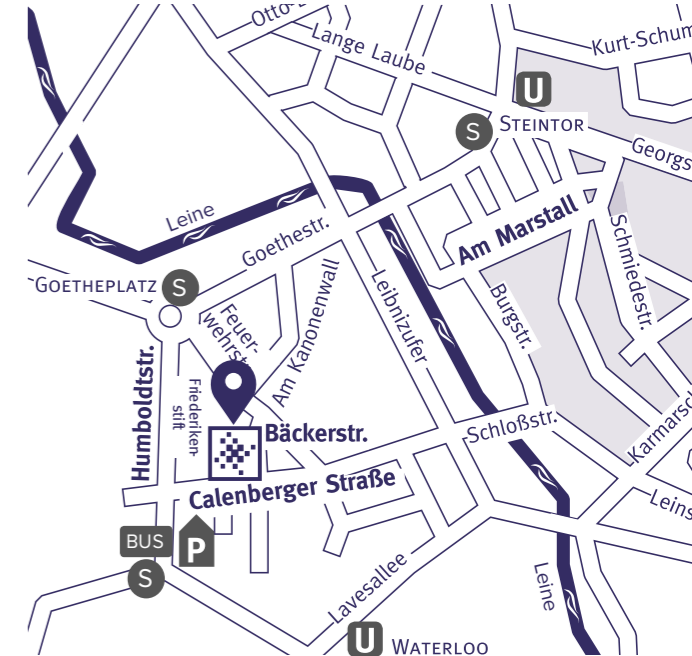 Otto-
Lange Laube
Kurt-Schum
U
S
STEINTOR
Georgs
Leine
Goethestr.
Am Marstall
GOETHEPLATZ
S
Schmiedestr.
Leibnizufer
Burgstr.
Feuer-
wehrstr.
Am Kanonenwall
Humboldtstr.
Friederiken-
stift
Bäckerstr.
Schloßstr.
Karmarsch
Calenberger Straße
Leins
BUS
P
S
Lavesallee
Leine
U
WATERLOO